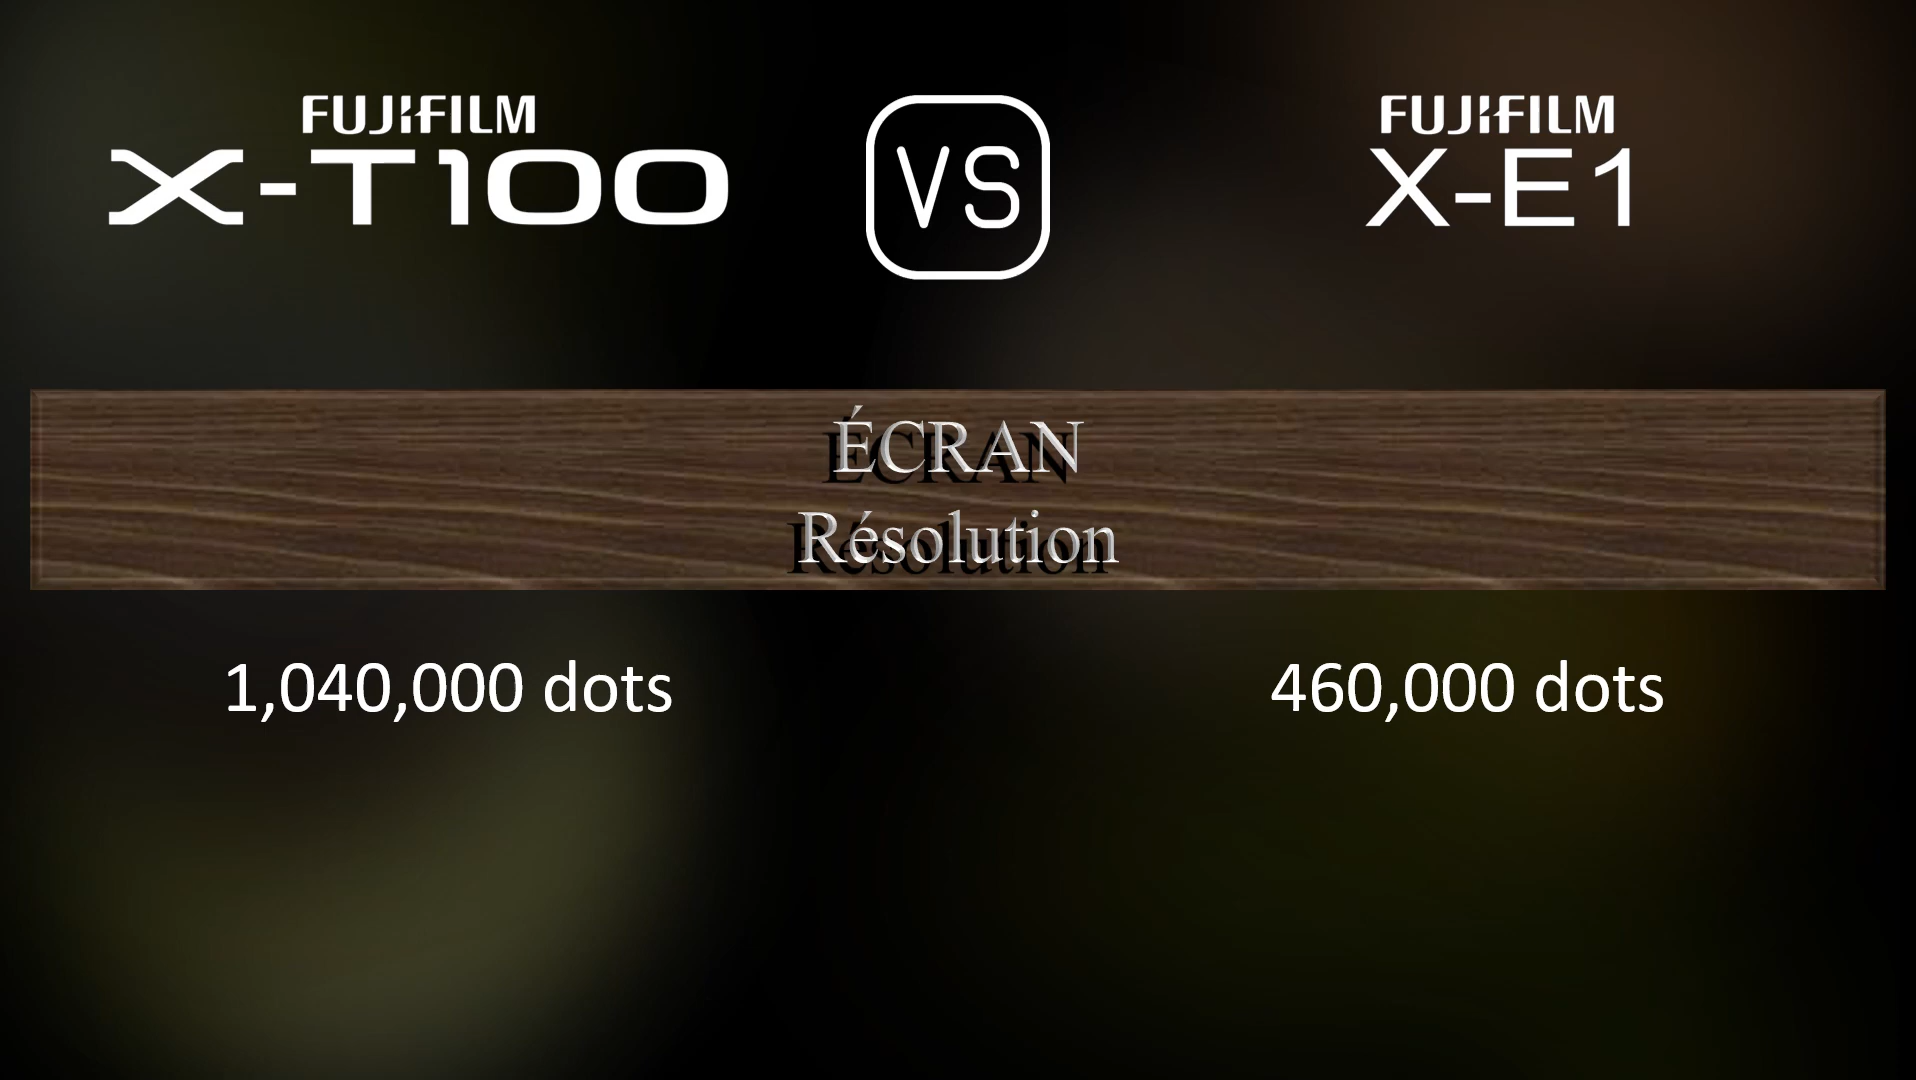 FUJIFILM
X-T100
VS
FUJIFILM
X-E1
ÉCRAN
Résolution
1,040,000 dots
460,000 dots